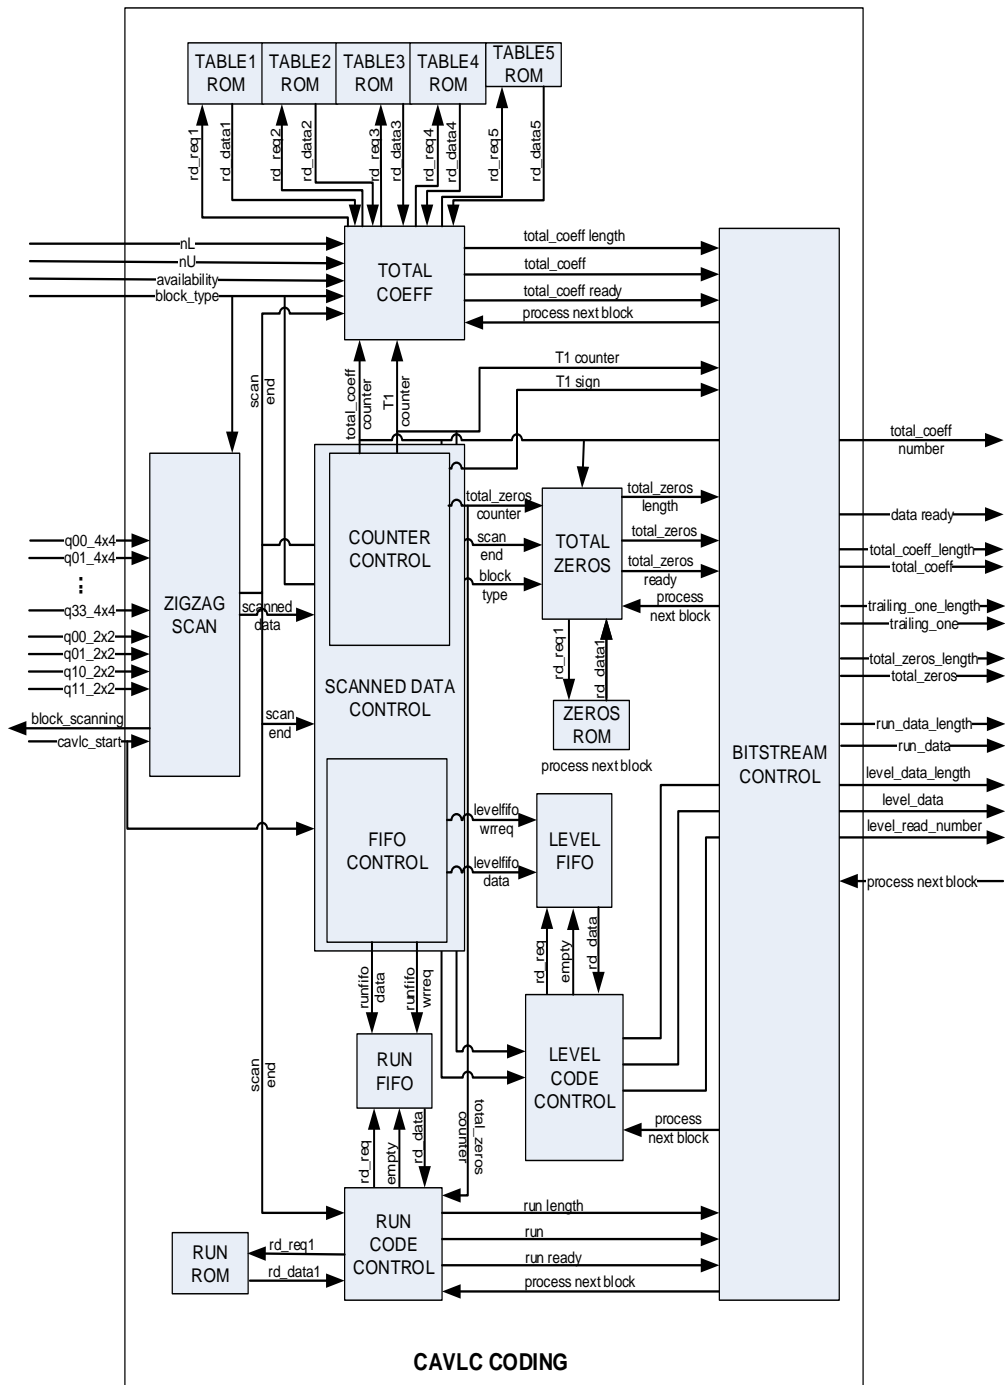 TABLE1 ROM
TABLE2 ROM
TABLE3 ROM
TABLE4 ROM
TABLE5 ROM
rd_req1
rd_data1
rd_req2
rd_data2
rd_req3
rd_data3
rd_req4
rd_data4
rd_req5
rd_data5
nL
nU
availability
block_type
TOTAL
COEFF
total_coeff length
total_coeff
total_coeff ready
process next block
scan
end
total_coeff
counter
T1
counter
T1 counter
T1 sign
q00_4x4
q01_4x4
...
q33_4x4
q00_2x2
q01_2x2
q10_2x2
q11_2x2
block_scanning
cavlc_start
ZIGZAG
SCAN
scanned
data
COUNTER
CONTROL
SCANNED DATA
CONTROL
scan
end
FIFO
CONTROL
total_zeros
counter
scan
end
block
type
TOTAL
ZEROS
total_zeros
length
total_zeros
total_zeros
ready
process
next block
rd_req1
rd_data1
ZEROS
ROM
process next block
levelfifo
wrreq
levelfifo
data
LEVEL
FIFO
rd_req
empty
rd_data
LEVEL
CODE
CONTROL
process
next block
runfifo
data
runfifo
wrreq
RUN
FIFO
scan
end
rd_req
empty
rd_data
total_zeros
counter
RUN
CODE
CONTROL
RUN
ROM
rd_req1
rd_data1
run length
run
run ready
process next block
BITSTREAM
CONTROL
total_coeff
number
data ready
total_coeff_length
total_coeff
trailing_one_length
trailing_one
total_zeros_length
total_zeros
run_data_length
run_data
level_data_length
level_data
level_read_number
process next block
CAVLC CODING